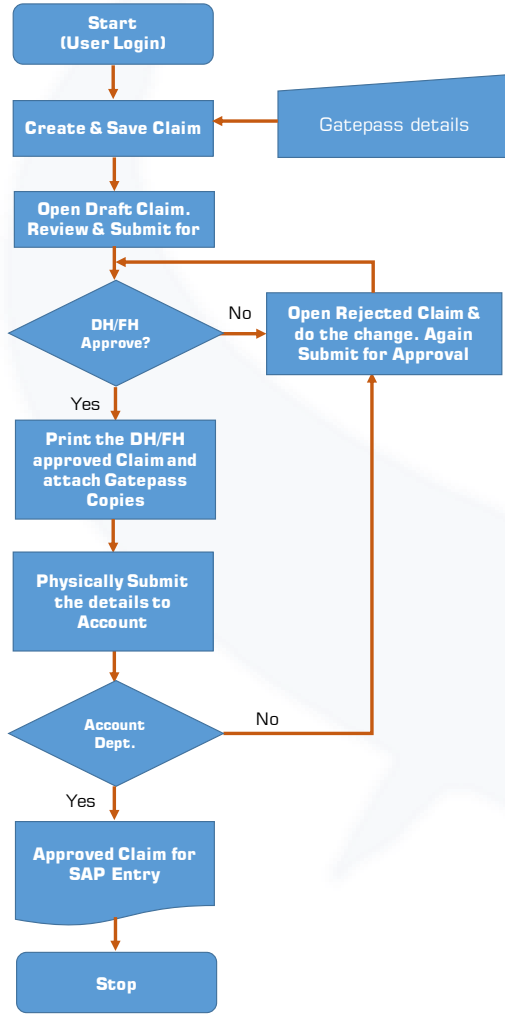 Start
(User Login)
Create & Save Claim
Gatepass details
Open Draft Claim.
Review & Submit for
DH/FH
Approve?
No
Open Rejected Claim &
do the change. Again
Submit for Approval
Yes
Print the DH/FH
approved Claim and
attach Gatepass
Copies
Physically Submit
the details to
Account
Account
Dept.
No
Yes
Approved Claim for
SAP Entry
Stop